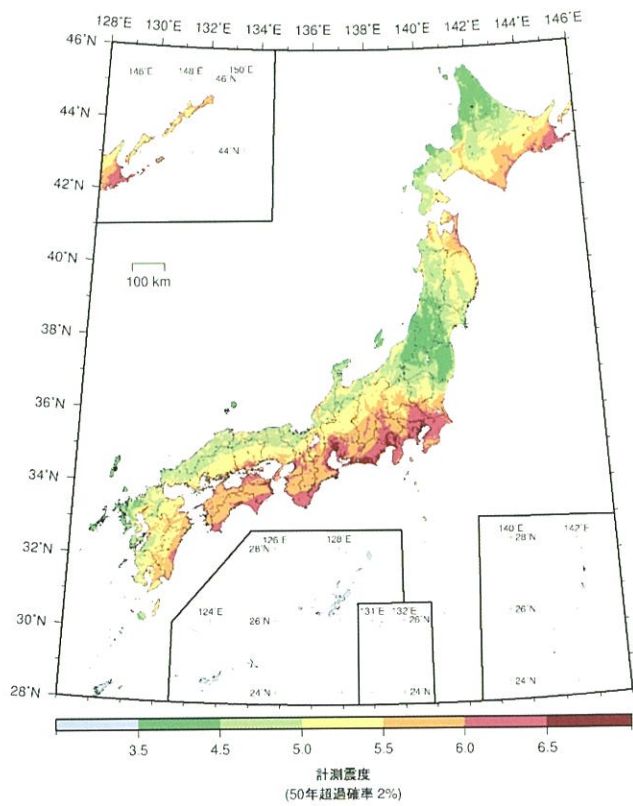 128°E 130°E 132°E 134°E 136°E 138°E 140°E 142°E 144°E 146°E
46°N
146°E 148°E 150°E
46°N
44°N
44°N
42°N
40°N
100 km
38°N
36°N
34°N
32°N
126°E 128°E
28°N
140°E 142°E
28°N
30°N
124°E
26°N
131°E 132°E
26°N
26°N
28°N
24°N
24°N
24°N
3.5 4.5 5.0 5.5 6.0 6.5
計測震度
(50年超過確率 2%)